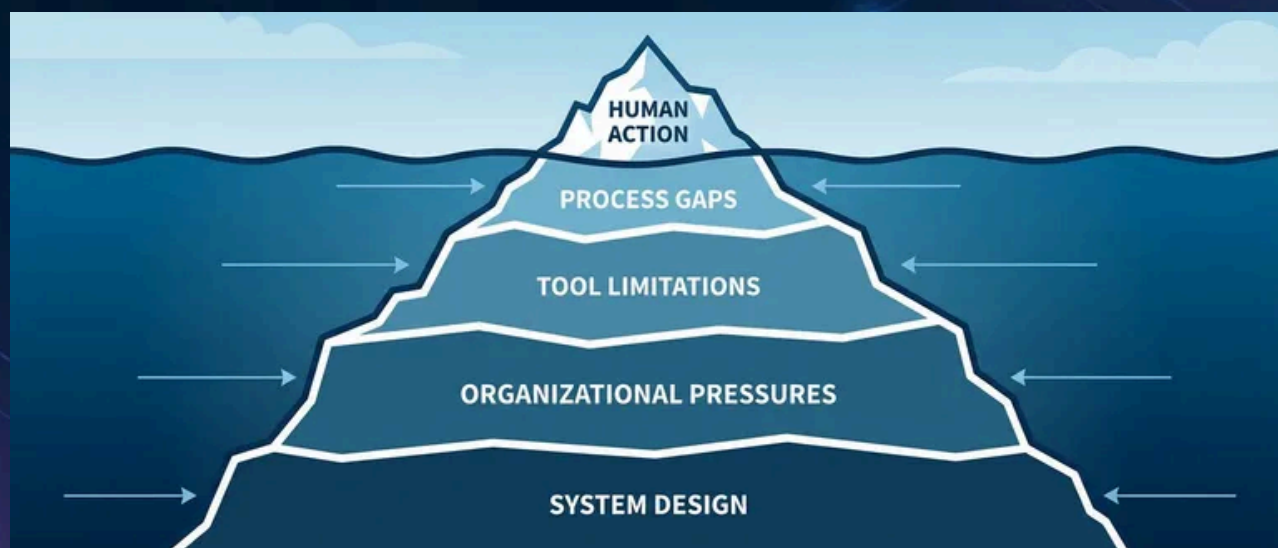 HUMAN
ACTION
PROCESS GAPS
TOOL LIMITATIONS
ORGANIZATIONAL PRESSURES
SYSTEM DESIGN